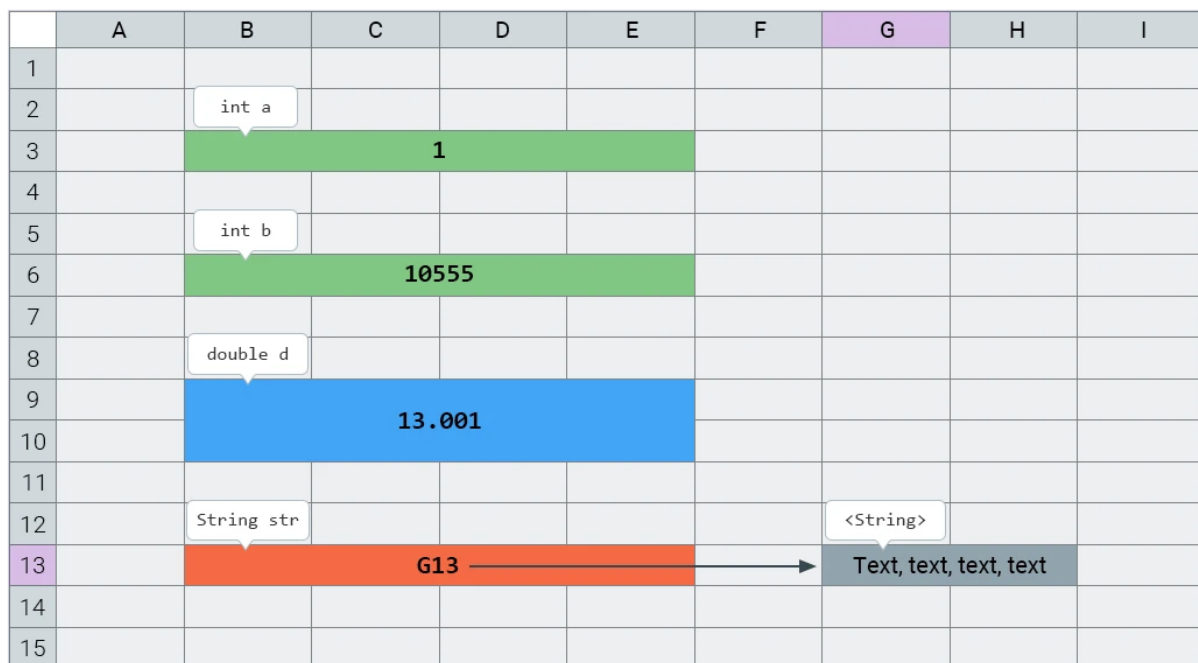 A B C D E F G H I
1
2 int a
3 1
4
5 int b
6 10555
7
8 double d
9
13.001
10
11
12 String str <String>
13 G13 Text, text, text, text
14
15